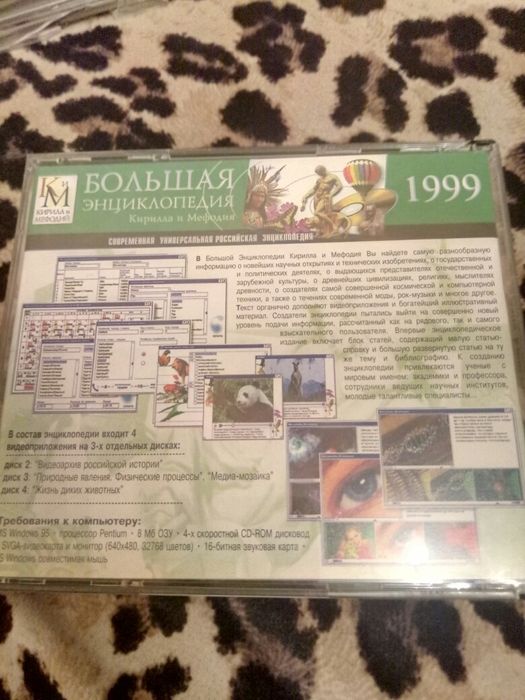 К и М
КИРИЛЛ и
МЕФОДИЙ
БОЛЬШАЯ
ЭНЦИКЛОПЕДИЯ
Кирилла и Мефодия
1999
СОВРЕМЕННАЯ УНИВЕРСАЛЬНАЯ РОССИЙСКАЯ ЭНЦИКЛОПЕДИЯ
В Большой Энциклопедии Кирилла и Мефодия Вы найдете самую разнообразную
информацию о новейших научных открытиях и технических изобретениях, о государственных
и политических деятелях, о выдающихся представителях отечественной и
зарубежной культуры, о древнейших цивилизациях, религиях, мыслителях
древности, о создателях самой совершенной космической и компьютерной
техники, а также о течениях современной моды, рок-музыки и многое другое.
Текст органично дополняют видеоприложения и богатейший иллюстративный
материал. Создатели энциклопедии пытались выйти на совершенно новый
уровень подачи информации, рассчитанный как на рядового, так и самого
взыскательного пользователя. Впервые энциклопедическое
издание включает блок статей, содержащий малую статью-
справку и большую развернутую статью на ту
же тему и библиографию. К созданию
энциклопедии привлекаются ученые с
мировым именем, академики и профессора,
сотрудники ведущих научных институтов,
молодые талантливые специалисты...
В состав энциклопедии входит 4
видеоприложения на 3-х отдельных дисках:
диск 2: "Видеоархив российской истории"
диск 3: "Природные явления. Физические процессы", "Медиа-мозаика"
диск 4: "Жизнь диких животных"
Требования к компьютеру:
MS Windows 95 • процессор Pentium • 8 Мб ОЗУ • 4-х скоростной CD-ROM дисковод
SVGA-видеокарта и монитор (640x480, 32768 цветов) • 16-битная звуковая карта •
MS Windows совместимая мышь